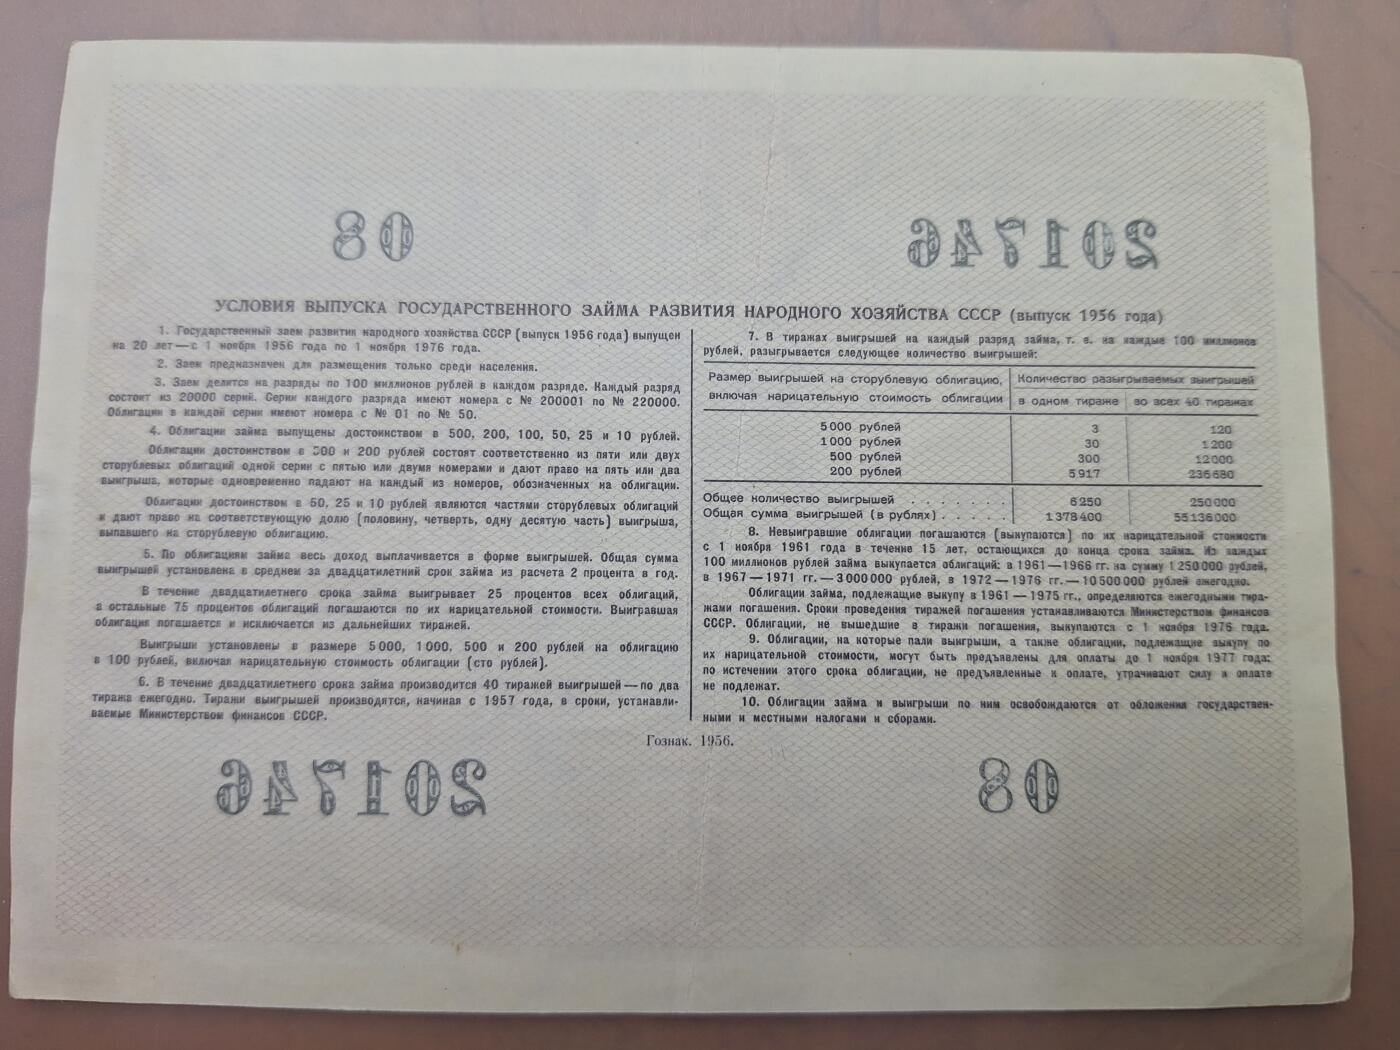 08 201746
УСЛОВИЯ ВЫПУСКА ГОСУДАРСТВЕННОГО ЗАЙМА РАЗВИТИЯ НАРОДНОГО ХОЗЯЙСТВА СССР (выпуск 1956 года)
1. Государственный заем развития народного хозяйства СССР (выпуск 1956 года) выпущен
на 20 лет — с 1 ноября 1956 года по 1 ноября 1976 года.
2. Заем предназначен для размещения только среди населения.
3. Заем делится на разряды по 100 миллионов рублей в каждом разряде. Каждый разряд
состоит из 20000 серий. Серии каждого разряда имеют номера с № 200001 по № 220000.
Облигации в каждой серии имеют номера с № 01 по № 50.
4. Облигации займа выпущены достоинством в 500, 200, 100, 50, 25 и 10 рублей.
Облигации достоинством в 500 и 200 рублей состоят соответственно из пяти или двух
сторублевых облигаций одной серии с пятью или двумя номерами и дают право на пять или два
выигрыша, которые одновременно падают на каждый из номеров, обозначенных на облигации.
Облигации достоинством в 50, 25 и 10 рублей являются частями сторублевых облигаций
и дают право на соответствующую долю (половину, четверть, одну десятую часть) выигрыша,
выпавшего на сторублевую облигацию.
5. По облигациям займа весь доход выплачивается в форме выигрышей. Общая сумма
выигрышей установлена в среднем за двадцатилетний срок займа из расчета 2 процента в год.
В течение двадцатилетнего срока займа выигрывает 25 процентов всех облигаций,
а остальные 75 процентов облигаций погашаются по их нарицательной стоимости. Выигравшая
облигация погашается и исключается из дальнейших тиражей.
Выигрыши установлены в размере 5000, 1000, 500 и 200 рублей на облигацию
в 100 рублей, включая нарицательную стоимость облигации (сто рублей).
6. В течение двадцатилетнего срока займа производится 40 тиражей выигрышей — по два
тиража ежегодно. Тиражи выигрышей производятся, начиная с 1957 года, в сроки, устанавли-
ваемые Министерством финансов СССР.
7. В тиражах выигрышей на каждый разряд займа, т. е. на каждые 100 миллионов
рублей, разыгрывается следующее количество выигрышей:
Размер выигрышей на сторублевую облигацию, Количество разыгрываемых выигрышей
включая нарицательную стоимость облигации в одном тираже во всех 40 тиражах
5000 рублей 3 120
1000 рублей 30 1200
500 рублей 300 12000
200 рублей 5917 236680
Общее количество выигрышей . . . . . . . . 6250 250000
Общая сумма выигрышей (в рублях) . . . . . 1378400 55136000
8. Невыигравшие облигации погашаются (выкупаются) по их нарицательной стоимости
с 1 ноября 1961 года в течение 15 лет, остающихся до конца срока займа. Из каждых
100 миллионов рублей займа выкупается облигаций: в 1961—1966 гг. на сумму 1250000 рублей,
в 1967—1971 гг. — 3000000 рублей, в 1972—1976 гг. — 10500000 рублей ежегодно.
Облигации займа, подлежащие выкупу в 1961—1975 гг., определяются ежегодными тира-
жами погашения. Сроки проведения тиражей погашения устанавливаются Министерством финансов
СССР. Облигации, не вышедшие в тиражи погашения, выкупаются с 1 ноября 1976 года.
9. Облигации, на которые пали выигрыши, а также облигации, подлежащие выкупу по
их нарицательной стоимости, могут быть предъявлены для оплаты до 1 ноября 1977 года;
по истечении этого срока облигации, не предъявленные к оплате, утрачивают силу и оплате
не подлежат.
10. Облигации займа и выигрыши по ним освобождаются от обложения государствен-
ными и местными налогами и сборами.
Гознак. 1956.
201746 08